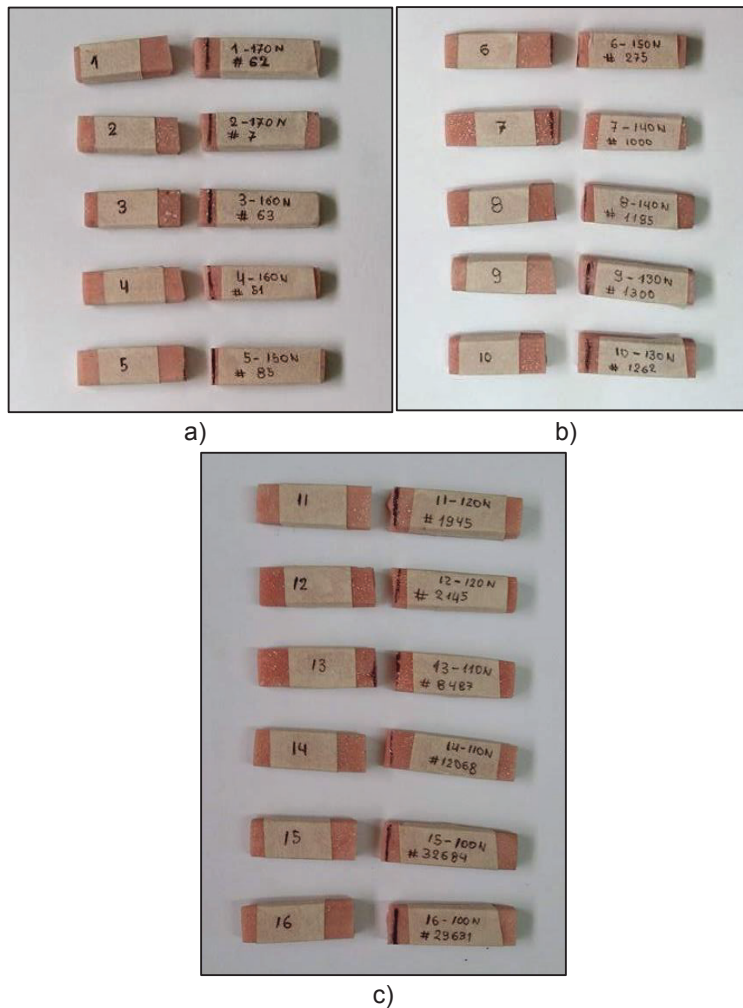 1
1-170N
# 62
2
2-170N
# 7
3
3-160N
# 63
4
4-160N
# 51
5
5-150N
# 85
a)
6
6-150N
# 275
7
7-140N
# 1000
8
8-140N
# 1195
9
9-130N
# 1300
10
10-130N
# 1262
b)
11
11-120N
# 1945
12
12-120N
# 2145
13
13-110N
# 8487
14
14-110N
#12068
15
15-100N
#32684
16
16-100N
#29631
c)